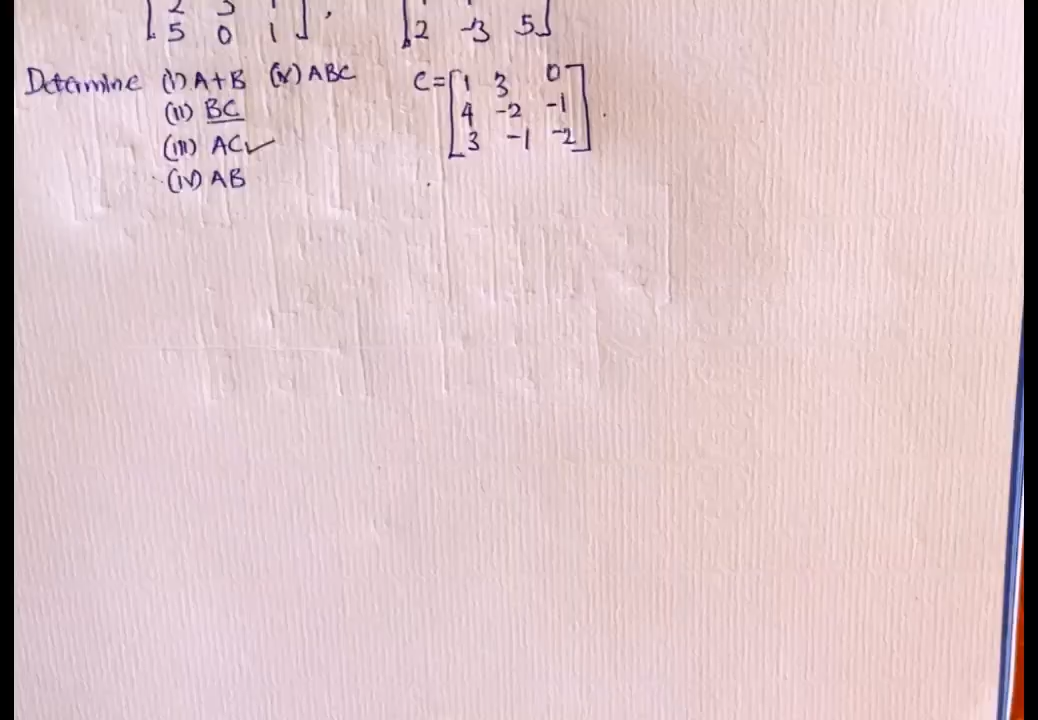 5 0 1 ] , [ 2 -3 5 ]
Determine (i) A+B (v) ABC C = [ 1 3 0
(ii) BC 4 -2 -1
(iii) AC ✓ 3 -1 -2 ] .
(iv) AB